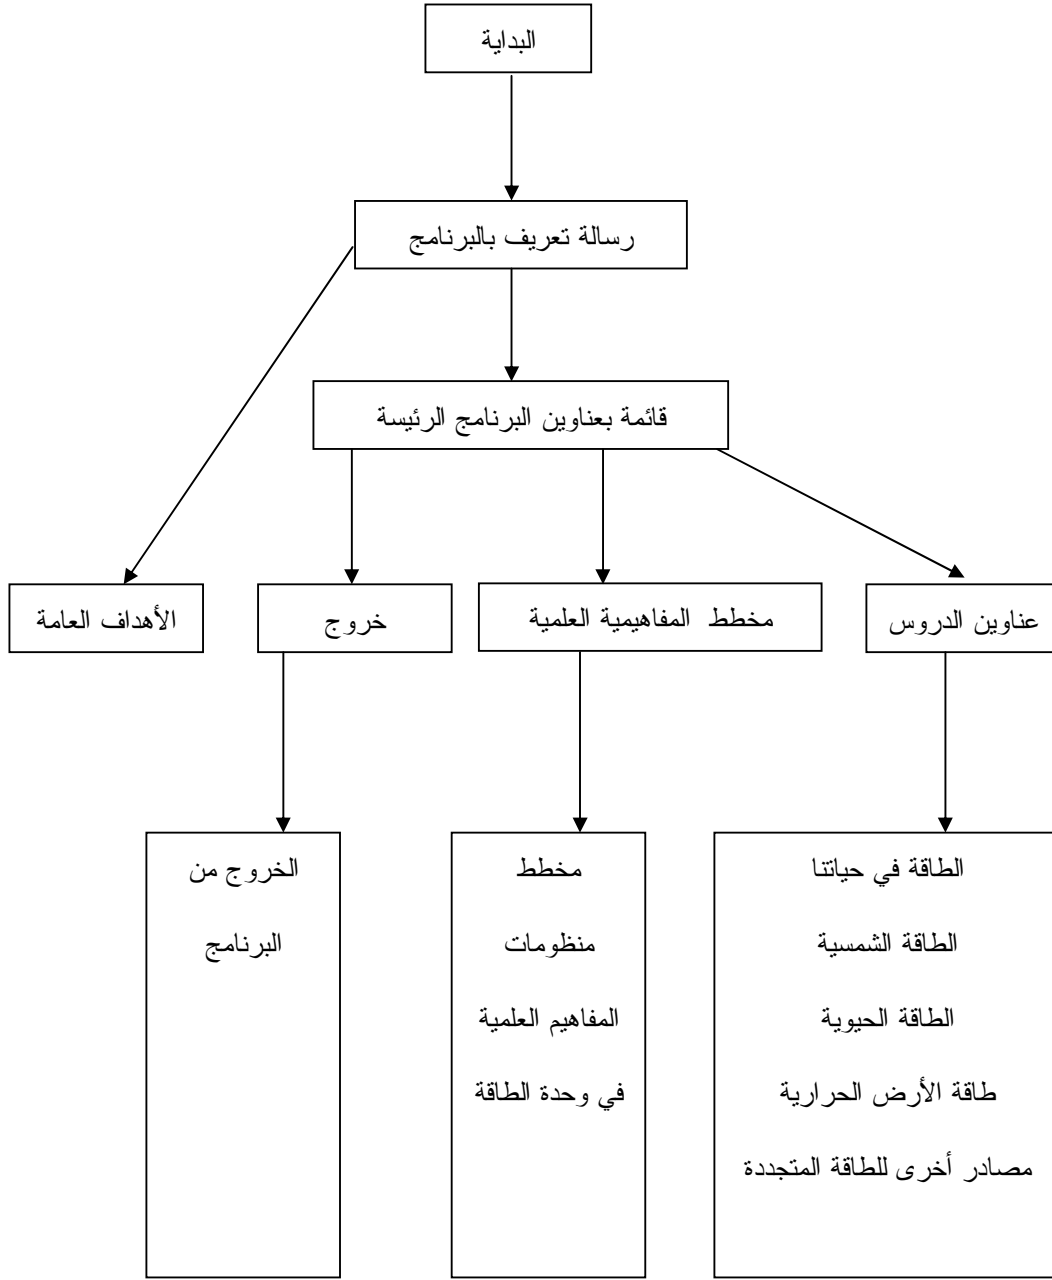 البداية
رسالة تعريف بالبرنامج
قائمة بعناوين البرنامج الرئيسة
عناوين الدروس
مخطط المفاهيمية العلمية
خروج
الأهداف العامة
الطاقة في حياتنا
الطاقة الشمسية
الطاقة الحيوية
طاقة الأرض الحرارية
مصادر أخرى للطاقة المتجددة
مخطط
منظومات
المفاهيم العلمية
في وحدة الطاقة
الخروج من
البرنامج